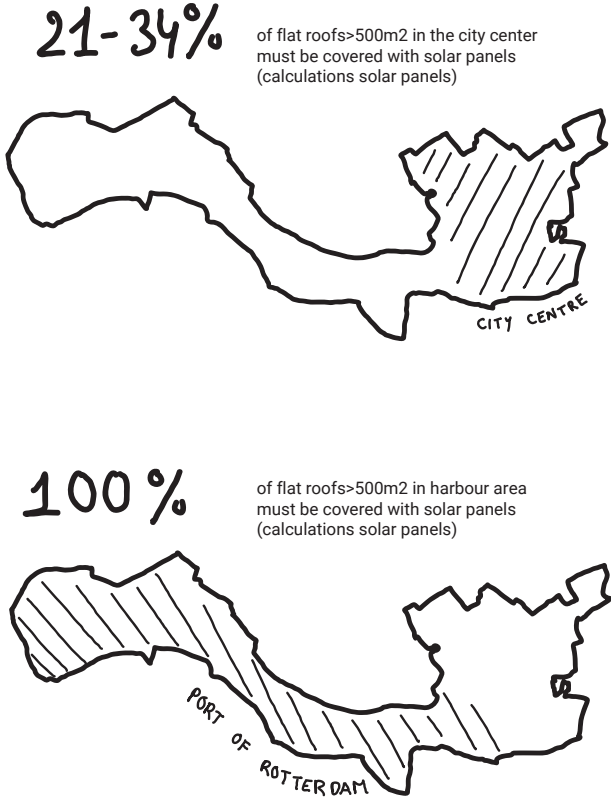 21-34%
of flat roofs>500m2 in the city center
must be covered with solar panels
(calculations solar panels)
CITY CENTRE
100%
of flat roofs>500m2 in harbour area
must be covered with solar panels
(calculations solar panels)
PORT OF ROTTERDAM